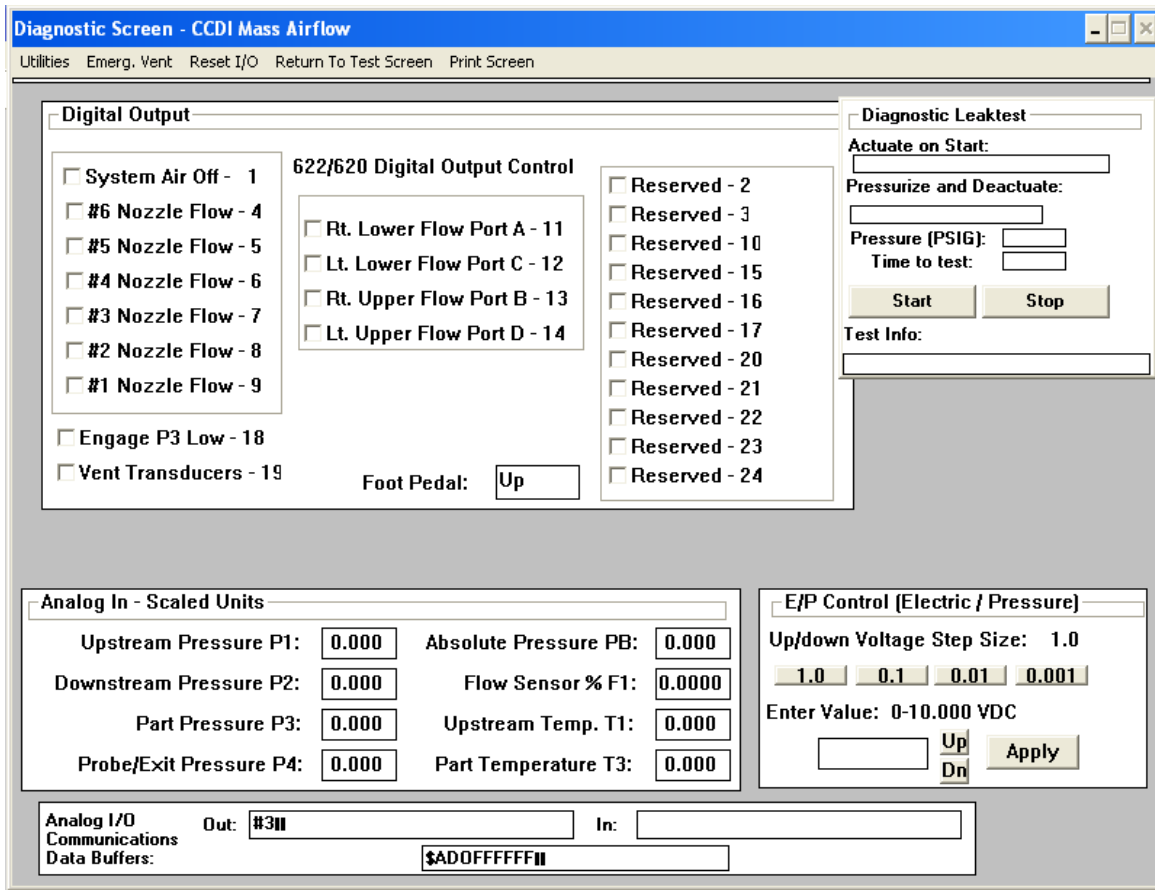 Diagnostic Screen - CCDI Mass Airflow
Utilities Emerg. Vent Reset I/O Return To Test Screen Print Screen
Digital Output
System Air Off - 1
#6 Nozzle Flow - 4
#5 Nozzle Flow - 5
#4 Nozzle Flow - 6
#3 Nozzle Flow - 7
#2 Nozzle Flow - 8
#1 Nozzle Flow - 9
Engage P3 Low - 18
Vent Transducers - 19
622/620 Digital Output Control
Rt. Lower Flow Port A - 11
Lt. Lower Flow Port C - 12
Rt. Upper Flow Port B - 13
Lt. Upper Flow Port D - 14
Foot Pedal: Up
Reserved - 2
Reserved - 3
Reserved - 10
Reserved - 15
Reserved - 16
Reserved - 17
Reserved - 20
Reserved - 21
Reserved - 22
Reserved - 23
Reserved - 24
Diagnostic Leaktest
Actuate on Start:
Pressurize and Deactuate:
Pressure (PSIG):
Time to test:
Start Stop
Test Info:
Analog In - Scaled Units
Upstream Pressure P1: 0.000 Absolute Pressure PB: 0.000
Downstream Pressure P2: 0.000 Flow Sensor % F1: 0.0000
Part Pressure P3: 0.000 Upstream Temp. T1: 0.000
Probe/Exit Pressure P4: 0.000 Part Temperature T3: 0.000
E/P Control (Electric / Pressure)
Up/down Voltage Step Size: 1.0
1.0 0.1 0.01 0.001
Enter Value: 0-10.000 VDC
Up
Dn
Apply
Analog I/O
Communications
Data Buffers:
Out: #3
In:
$ADOFFFFFF